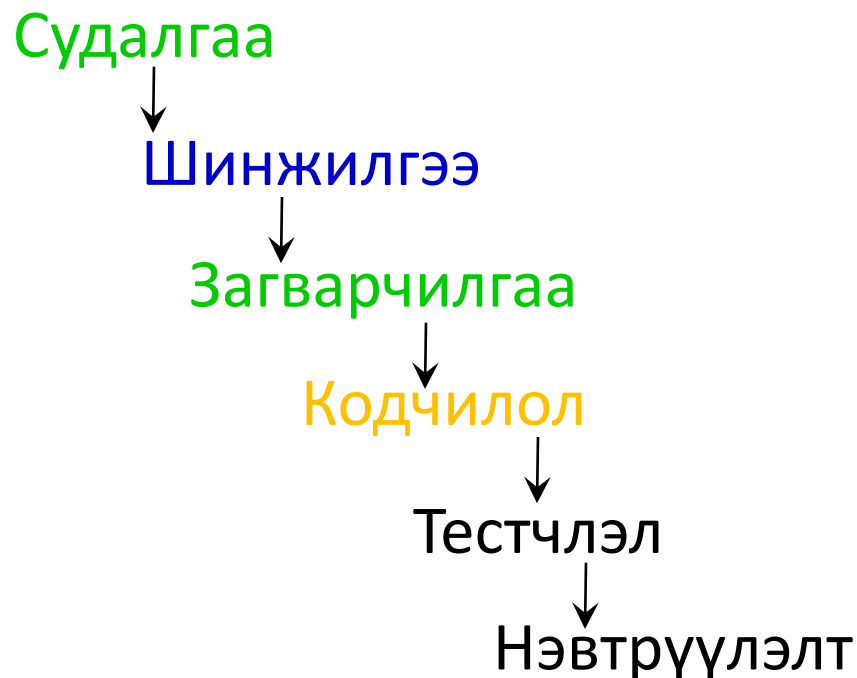 Судалгаа
Шинжилгээ
Загварчилгаа
Кодчилол
Тестчлэл
Нэвтрүүлэлт